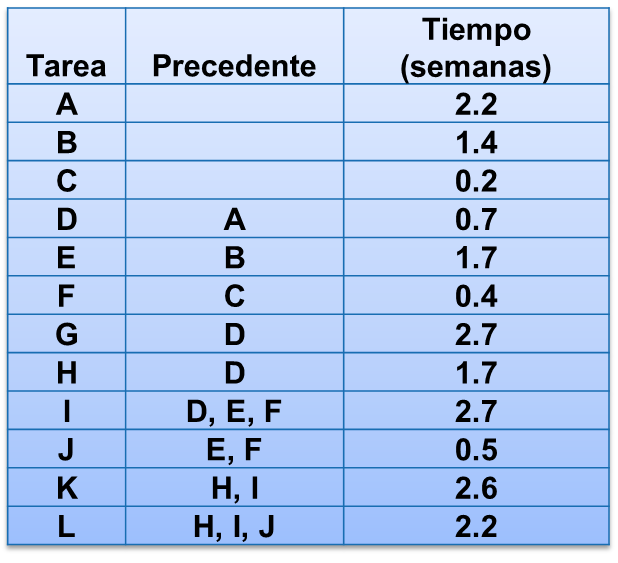 Tarea Precedente Tiempo (semanas)
A 2.2
B 1.4
C 0.2
D A 0.7
E B 1.7
F C 0.4
G D 2.7
H D 1.7
I D, E, F 2.7
J E, F 0.5
K H, I 2.6
L H, I, J 2.2